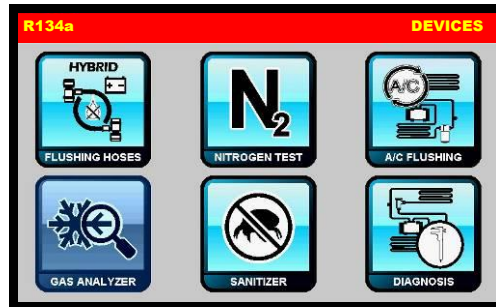 R134a DEVICES
HYBRID
FLUSHING HOSES
N2
NITROGEN TEST
A/C
A/C FLUSHING
GAS ANALYZER
SANITIZER
DIAGNOSIS